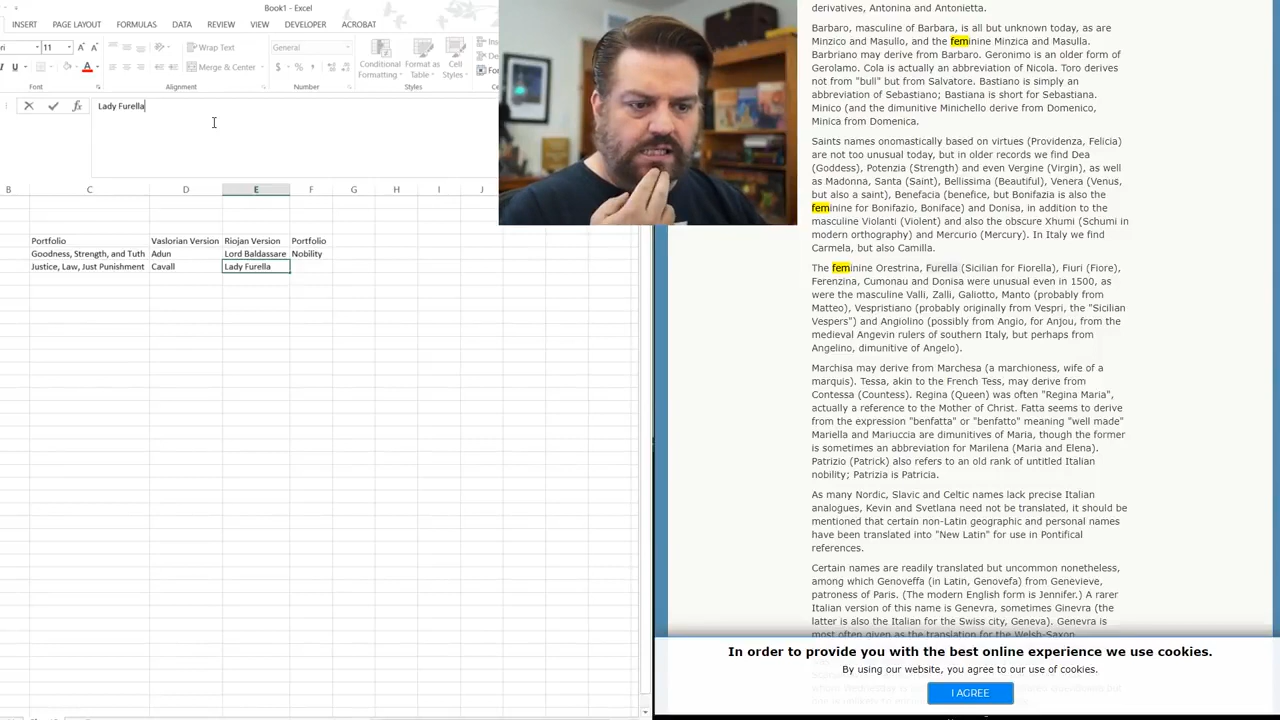 Book1 - Excel
INSERT PAGE LAYOUT FORMULAS DATA REVIEW VIEW DEVELOPER ACROBAT
11
Wrap Text
General
Merge & Center
Conditional Formatting
Format as Table
Cell Styles
Font
Alignment
Number
Styles
Lady Furella
B C D E F G H I J
Portfolio Vaslorian Version Riojan Version Portfolio
Goodness, Strength, and Tuth Adun Lord Baldassare Nobility
Justice, Law, Just Punishment Cavall Lady Furella
derivatives, Antonina and Antonietta.
Barbaro, masculine of Barbara, is all but unknown today, as are
Minzico and Masullo, and the feminine Minzica and Masulla.
Barbriano may derive from Barbaro. Geronimo is an older form of
Gerolamo. Cola is actually an abbreviation of Nicola. Toro derives
not from "bull" but from Salvatore. Bastiano is simply an
abbreviation of Sebastiano; Bastiana is short for Sebastiana.
Minico (and the dimunitive Minichello derive from Domenico,
Minica from Domenica.
Saints names onomastically based on virtues (Providenza, Felicia)
are not too unusual today, but in older records we find Dea
(Goddess), Potenzia (Strength) and even Vergine (Virgin), as well
as Madonna, Santa (Saint), Bellissima (Beautiful), Venera (Venus,
but also a saint), Benefacia (benefice, but Bonifazia is also the
feminine for Bonifazio, Boniface) and Donisa, in addition to the
masculine Violanti (Violent) and also the obscure Xhumi (Schumi in
modern orthography) and Mercurio (Mercury). In Italy we find
Carmela, but also Camilla.
The feminine Orestrina, Furella (Sicilian for Fiorella), Fiuri (Fiore),
Ferenzina, Cumonau and Donisa were unusual even in 1500, as
were the masculine Valli, Zalli, Galiotto, Manto (probably from
Matteo), Vespristiano (probably originally from Vespri, the "Sicilian
Vespers") and Angiolino (possibly from Angio, for Anjou, from the
medieval Angevin rulers of southern Italy, but perhaps from
Angelino, dimunitive of Angelo).
Marchisa may derive from Marchesa (a marchioness, wife of a
marquis). Tessa, akin to the French Tess, may derive from
Contessa (Countess). Regina (Queen) was often "Regina Maria",
actually a reference to the Mother of Christ. Fatta seems to derive
from the expression "benfatta" or "benfatto" meaning "well made"
Mariella and Mariuccia are dimunitives of Maria, though the former
is sometimes an abbreviation for Marilena (Maria and Elena).
Patrizio (Patrick) also refers to an old rank of untitled Italian
nobility; Patrizia is Patricia.
As many Nordic, Slavic and Celtic names lack precise Italian
analogues, Kevin and Svetlana need not be translated, it should be
mentioned that certain non-Latin geographic and personal names
have been translated into "New Latin" for use in Pontifical
references.
Certain names are readily translated but uncommon nonetheless,
among which Genoveffa (in Latin, Genovefa) from Genevieve,
patroness of Paris. (The modern English form is Jennifer.) A rarer
Italian version of this name is Genevra, sometimes Ginevra (the
latter is also the Italian for the Swiss city, Geneva). Genevra is
most often given as the translation for the Welsh-Saxon
In order to provide you with the best online experience we use cookies.
By using our website, you agree to our use of cookies.
I AGREE